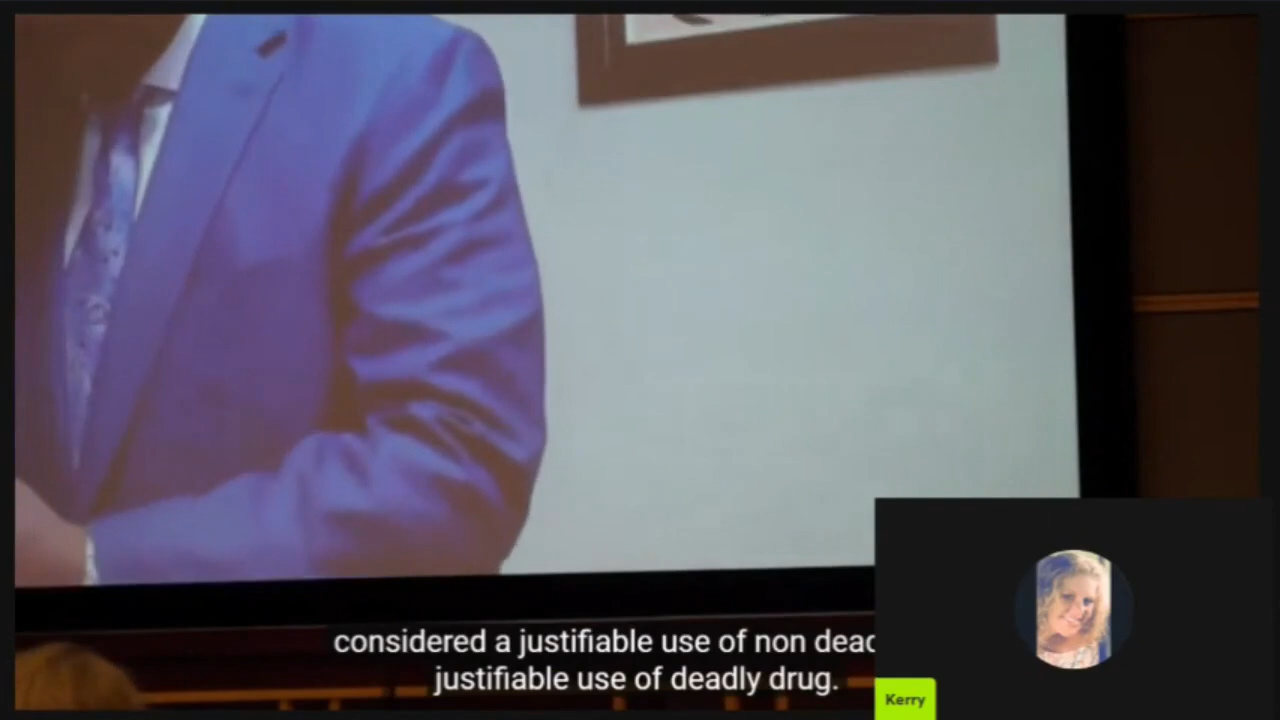 considered a justifiable use of non
justifiable use of deadly drug.
Kerry